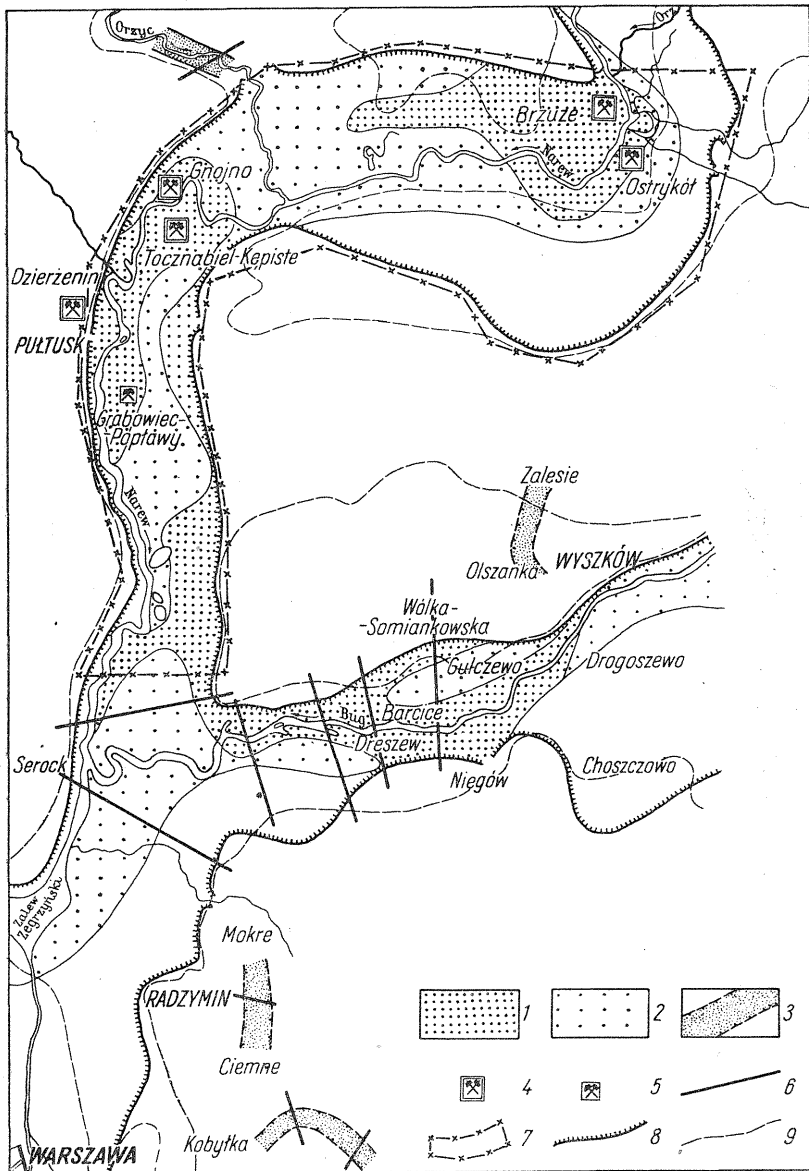 Orzyc
Orz
Brzuze
Narew
Ostrykół
Gnojno
Tocznabiel-Kępiste
Dzierżenin
PUŁTUSK
Grabowiec-
-Popławy
Narew
Zalesie
Olszanka
WYSZKÓW
Wólka-
-Somiankowska
Gulczewo
Drogoszewo
Bug
Barcice
Dreszew
Serock
Niegów
Choszczowo
Zalew
Zegrzyński
Mokre
RADZYMIN
Ciemne
Kobyłka
WARSZAWA
1
2
3
4
5
6
7
8
9